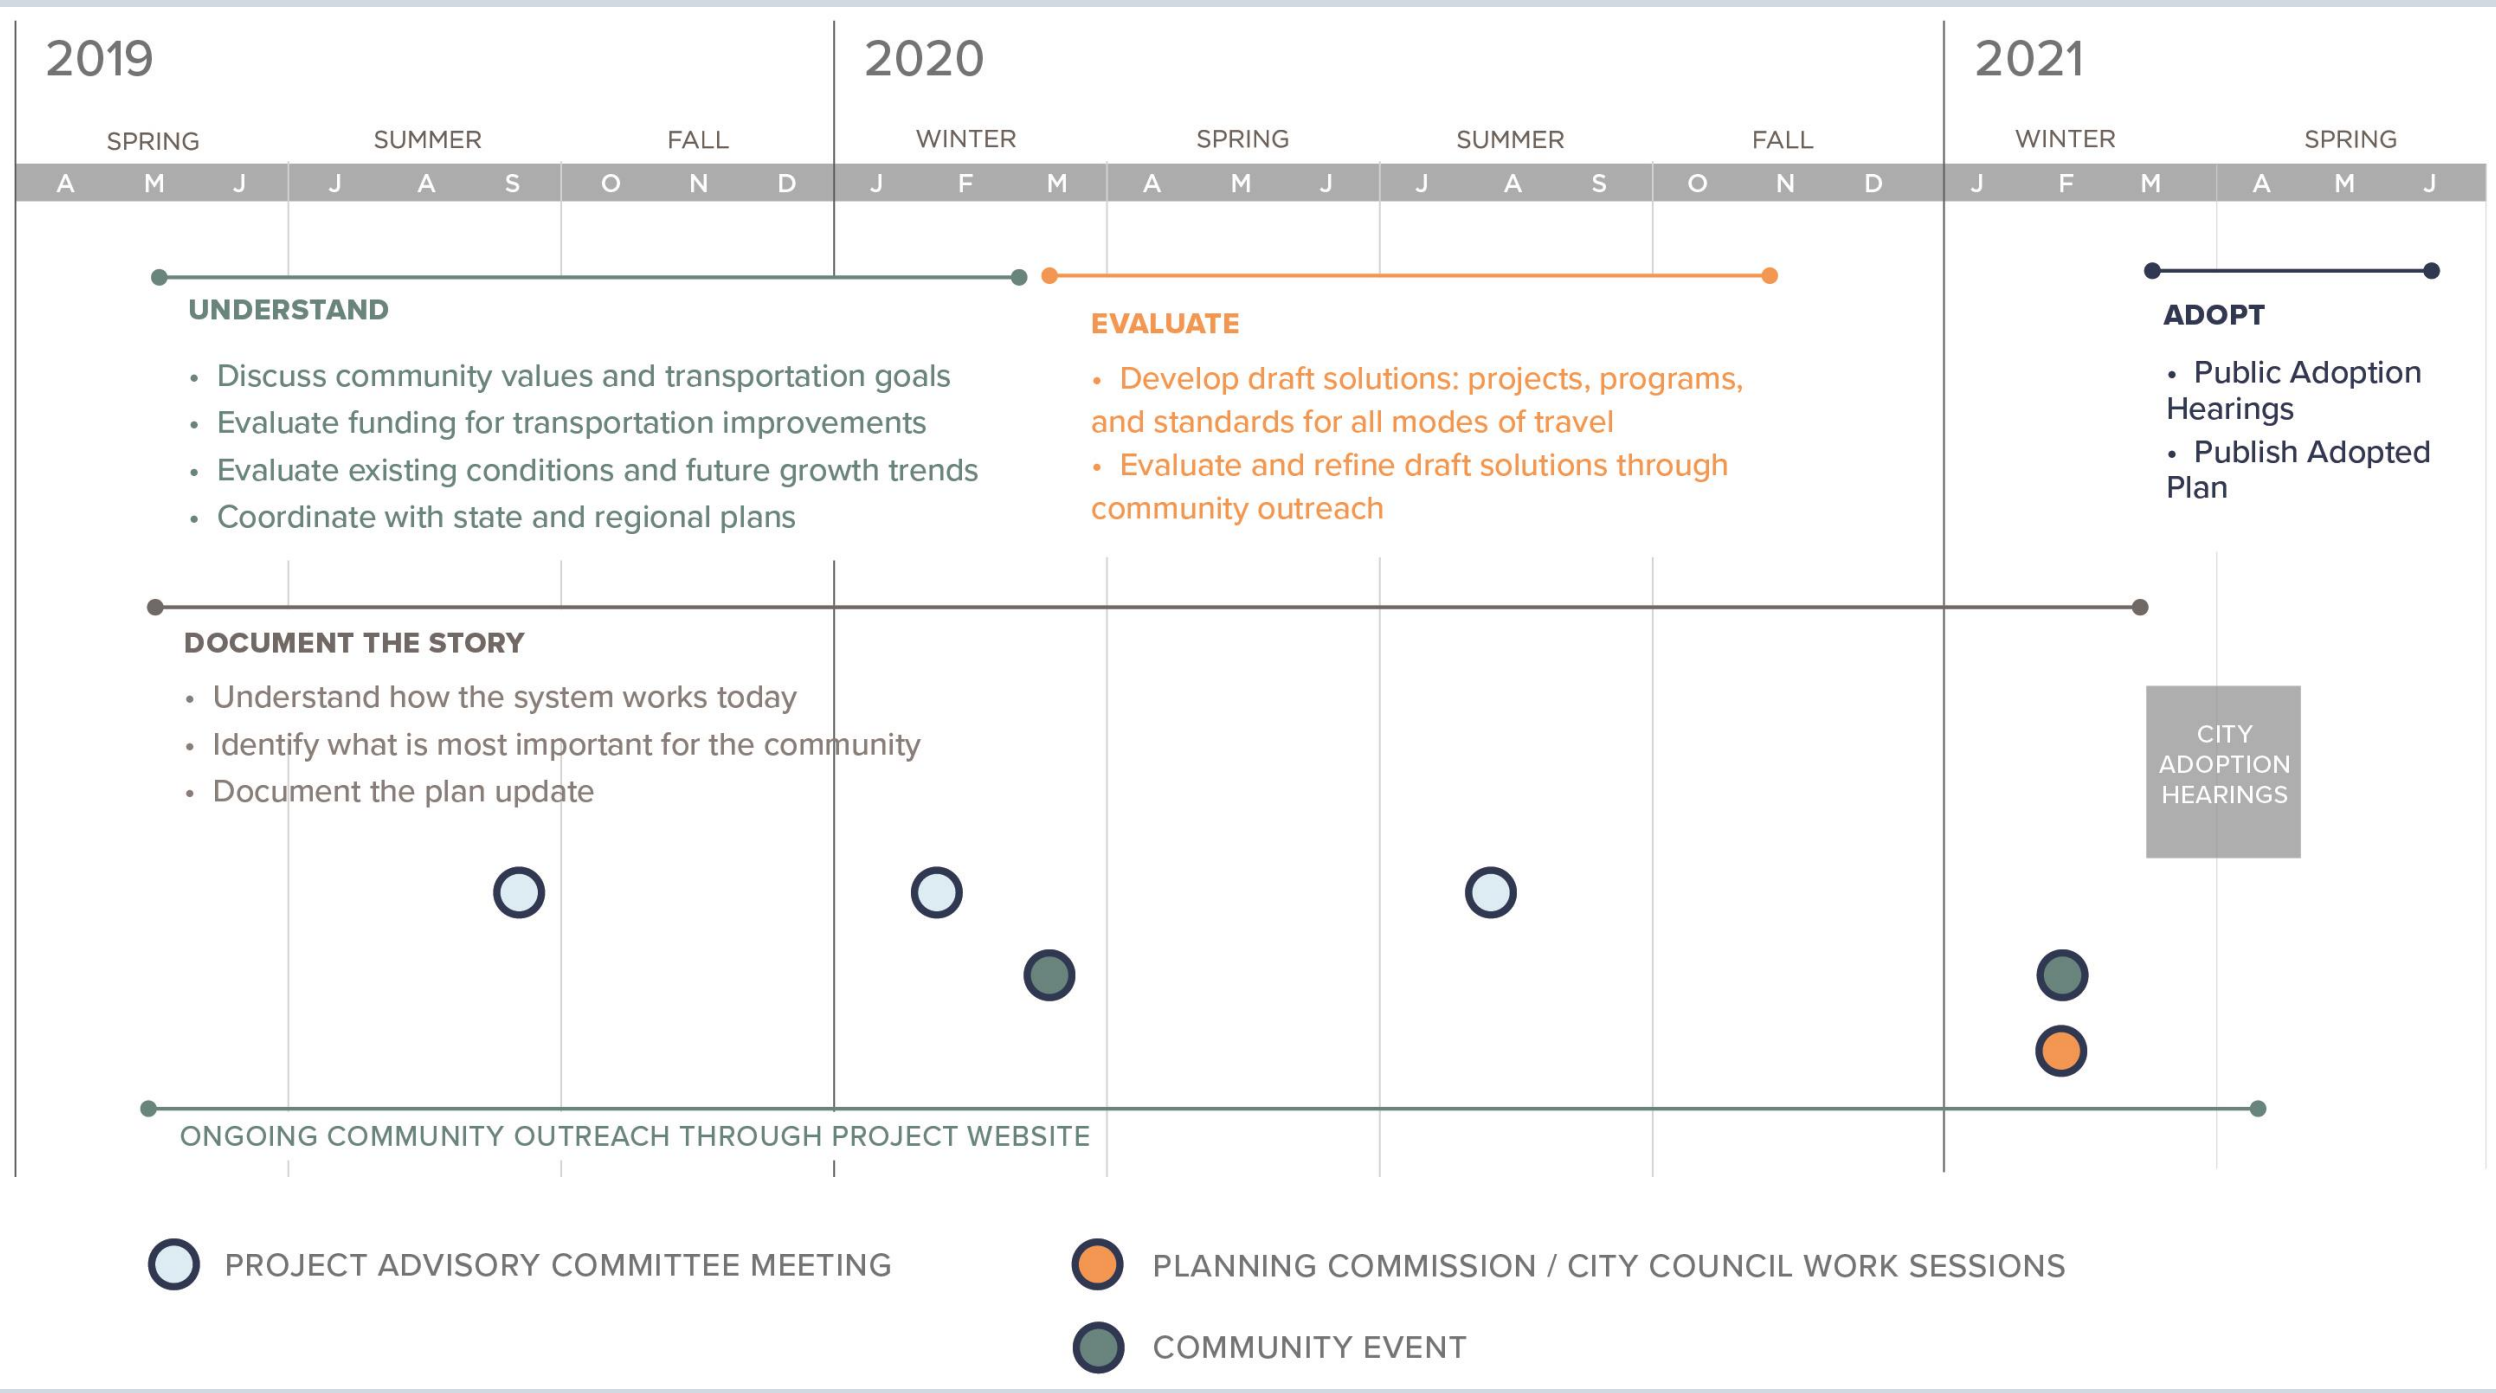 2019
2020
2021
SPRING SUMMER FALL WINTER SPRING SUMMER FALL WINTER SPRING
A M J J A S O N D J F M A M J J A S O N D J F M A M J
UNDERSTAND
• Discuss community values and transportation goals
• Evaluate funding for transportation improvements
• Evaluate existing conditions and future growth trends
• Coordinate with state and regional plans
EVALUATE
• Develop draft solutions: projects, programs,
and standards for all modes of travel
• Evaluate and refine draft solutions through
community outreach
ADOPT
• Public Adoption
Hearings
• Publish Adopted
Plan
DOCUMENT THE STORY
• Understand how the system works today
• Identify what is most important for the community
• Document the plan update
CITY
ADOPTION
HEARINGS
ONGOING COMMUNITY OUTREACH THROUGH PROJECT WEBSITE
PROJECT ADVISORY COMMITTEE MEETING
PLANNING COMMISSION / CITY COUNCIL WORK SESSIONS
COMMUNITY EVENT